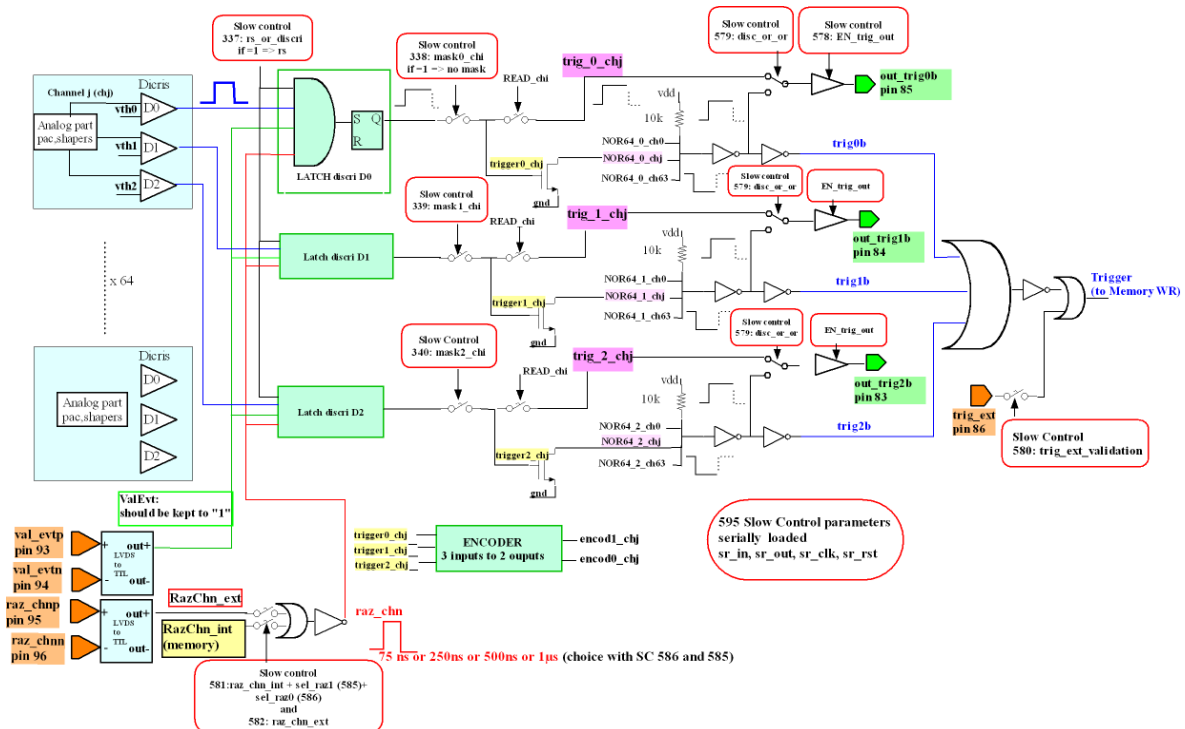 Slow control
337: rs_or_discri
if =1 => rs
Slow control
338: mask0_chi
if =1 => no mask
READ_chi
trig_0_chj
Slow control
579: disc_or_or
Slow control
578: EN_trig_out
out_trig0b
pin 85
Channel j (chj)
Dicris
vth0
D0
Analog part
pac,shapers
vth1
D1
vth2
D2
S Q
R
LATCH discri D0
vdd
10k
NOR64_0_ch0
NOR64_0_chj
NOR64_0_ch63
trigger0_chj
gnd
trig0b
Slow control
339: mask1_chi
READ_chi
trig_1_chj
Slow control
579: disc_or_or
EN_trig_out
out_trig1b
pin 84
Latch discri D1
vdd
10k
NOR64_1_ch0
NOR64_1_chj
NOR64_1_ch63
trigger1_chj
gnd
trig1b
x 64
Trigger
(to Memory WR)
Slow Control
340: mask2_chi
READ_chi
trig_2_chj
Slow control
579: disc_or_or
EN_trig_out
out_trig2b
pin 83
Dicris
D0
Analog part
pac,shapers
D1
D2
Latch discri D2
vdd
10k
NOR64_2_ch0
NOR64_2_chj
NOR64_2_ch63
trigger2_chj
gnd
trig2b
trig_ext
pin 86
Slow Control
580: trig_ext_validation
ValEvt:
should be kept to "1"
val_evtp
pin 93
val_evtn
pin 94
+ out+
LVDS
to
TTL
- out-
raz_chnp
pin 95
raz_chnn
pin 96
+ out+
LVDS
to
TTL
- out-
RazChn_ext
RazChn_int
(memory)
raz_chn
75 ns or 250ns or 500ns or 1µs (choice with SC 586 and 585)
Slow control
581:raz_chn_int + sel_raz1 (585)+
sel_raz0 (586)
and
582: raz_chn_ext
trigger0_chj
trigger1_chj
trigger2_chj
ENCODER
3 inputs to 2 ouputs
encod1_chj
encod0_chj
595 Slow Control parameters
serially loaded
sr_in, sr_out, sr_clk, sr_rst